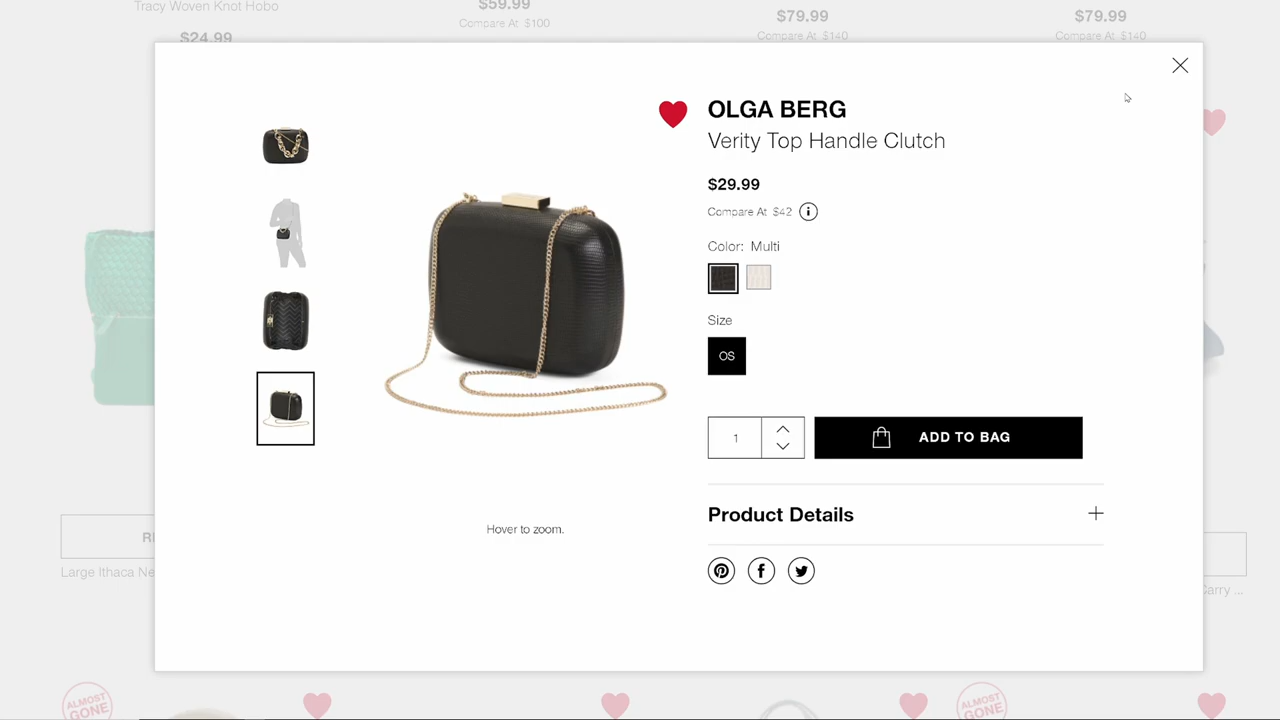 Tracy Woven Knot Hobo
$24.99
$59.99
Compare At $100
$79.99
Compare At $140
$79.99
Compare At $140
OLGA BERG
Verity Top Handle Clutch
$29.99
Compare At $42
Color: Multi
Size
OS
1
ADD TO BAG
Hover to zoom.
Product Details
Large Ithaca Ne
Carry ...
ALMOST GONE
ALMOST GONE